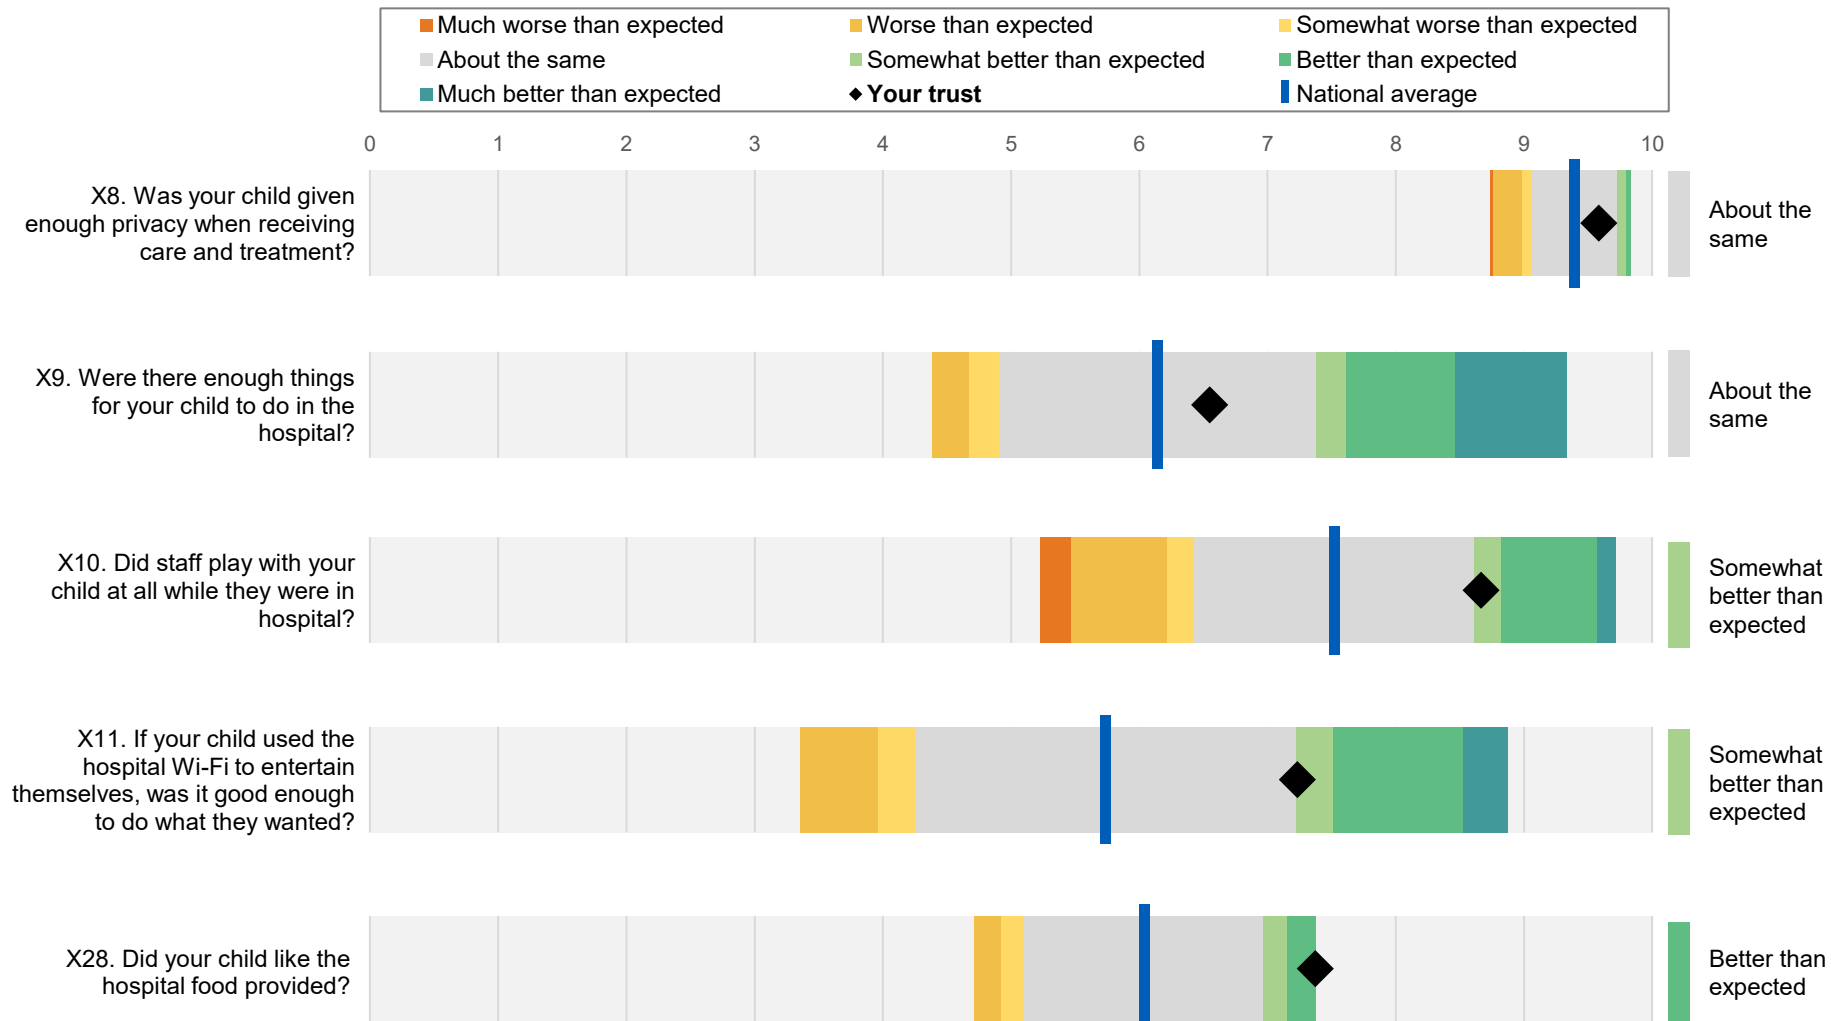 Much worse than expected
Worse than expected
Somewhat worse than expected
About the same
Somewhat better than expected
Better than expected
Much better than expected
Your trust
National average
0 1 2 3 4 5 6 7 8 9 10
X8. Was your child given
enough privacy when receiving
care and treatment?
About the
same
X9. Were there enough things
for your child to do in the
hospital?
About the
same
X10. Did staff play with your
child at all while they were in
hospital?
Somewhat
better than
expected
X11. If your child used the
hospital Wi-Fi to entertain
themselves, was it good enough
to do what they wanted?
Somewhat
better than
expected
X28. Did your child like the
hospital food provided?
Better than
expected